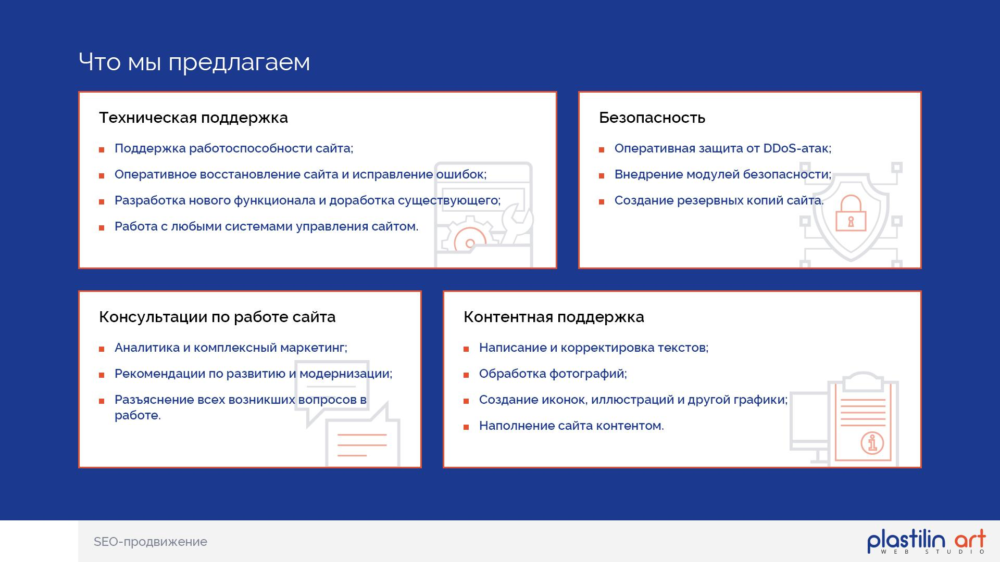 Что мы предлагаем
Техническая поддержка
Поддержка работоспособности сайта;
Оперативное восстановление сайта и исправление ошибок;
Разработка нового функционала и доработка существующего;
Работа с любыми системами управления сайтом.
Безопасность
Оперативная защита от DDoS-атак;
Внедрение модулей безопасности;
Создание резервных копий сайта.
Консультации по работе сайта
Аналитика и комплексный маркетинг;
Рекомендации по развитию и модернизации;
Разъяснение всех возникших вопросов в
работе.
Контентная поддержка
Написание и корректировка текстов;
Обработка фотографий;
Создание иконок, иллюстраций и другой графики;
Наполнение сайта контентом.
SEO-продвижение
plastilin art
WEB STUDIO